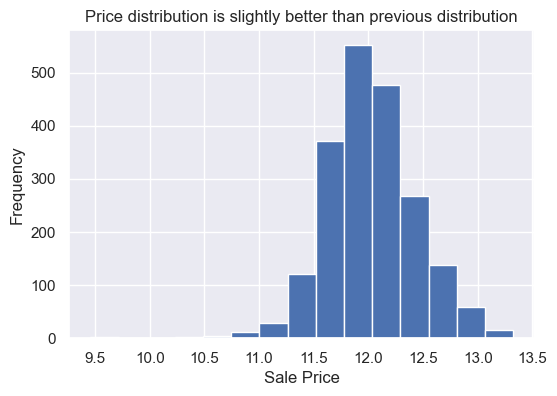 Price distribution is slightly better than previous distribution
Frequency
500
400
300
200
100
0
9.5 10.0 10.5 11.0 11.5 12.0 12.5 13.0 13.5
Sale Price